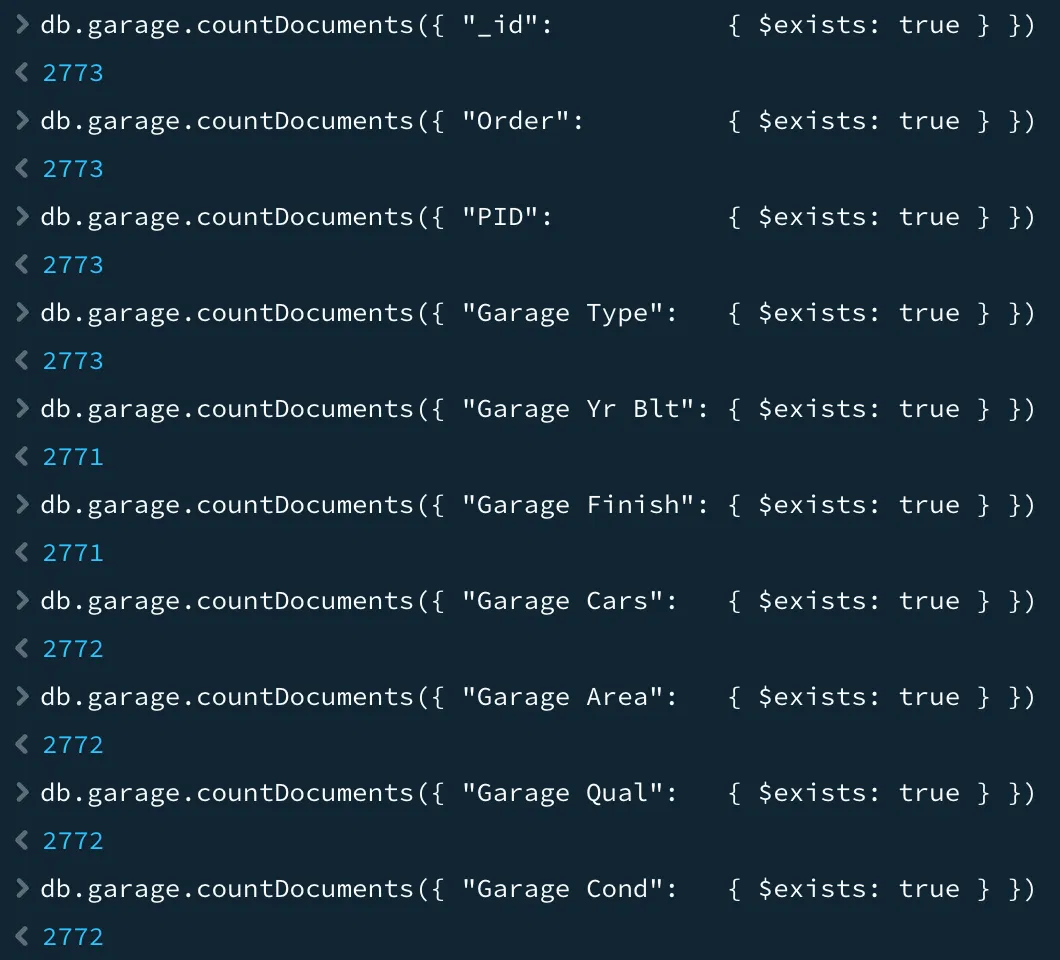 > db.garage.countDocuments({ "_id":           { $exists: true } })
< 2773
> db.garage.countDocuments({ "Order":         { $exists: true } })
< 2773
> db.garage.countDocuments({ "PID":           { $exists: true } })
< 2773
> db.garage.countDocuments({ "Garage Type":   { $exists: true } })
< 2773
> db.garage.countDocuments({ "Garage Yr Blt": { $exists: true } })
< 2771
> db.garage.countDocuments({ "Garage Finish": { $exists: true } })
< 2771
> db.garage.countDocuments({ "Garage Cars":   { $exists: true } })
< 2772
> db.garage.countDocuments({ "Garage Area":   { $exists: true } })
< 2772
> db.garage.countDocuments({ "Garage Qual":   { $exists: true } })
< 2772
> db.garage.countDocuments({ "Garage Cond":   { $exists: true } })
< 2772